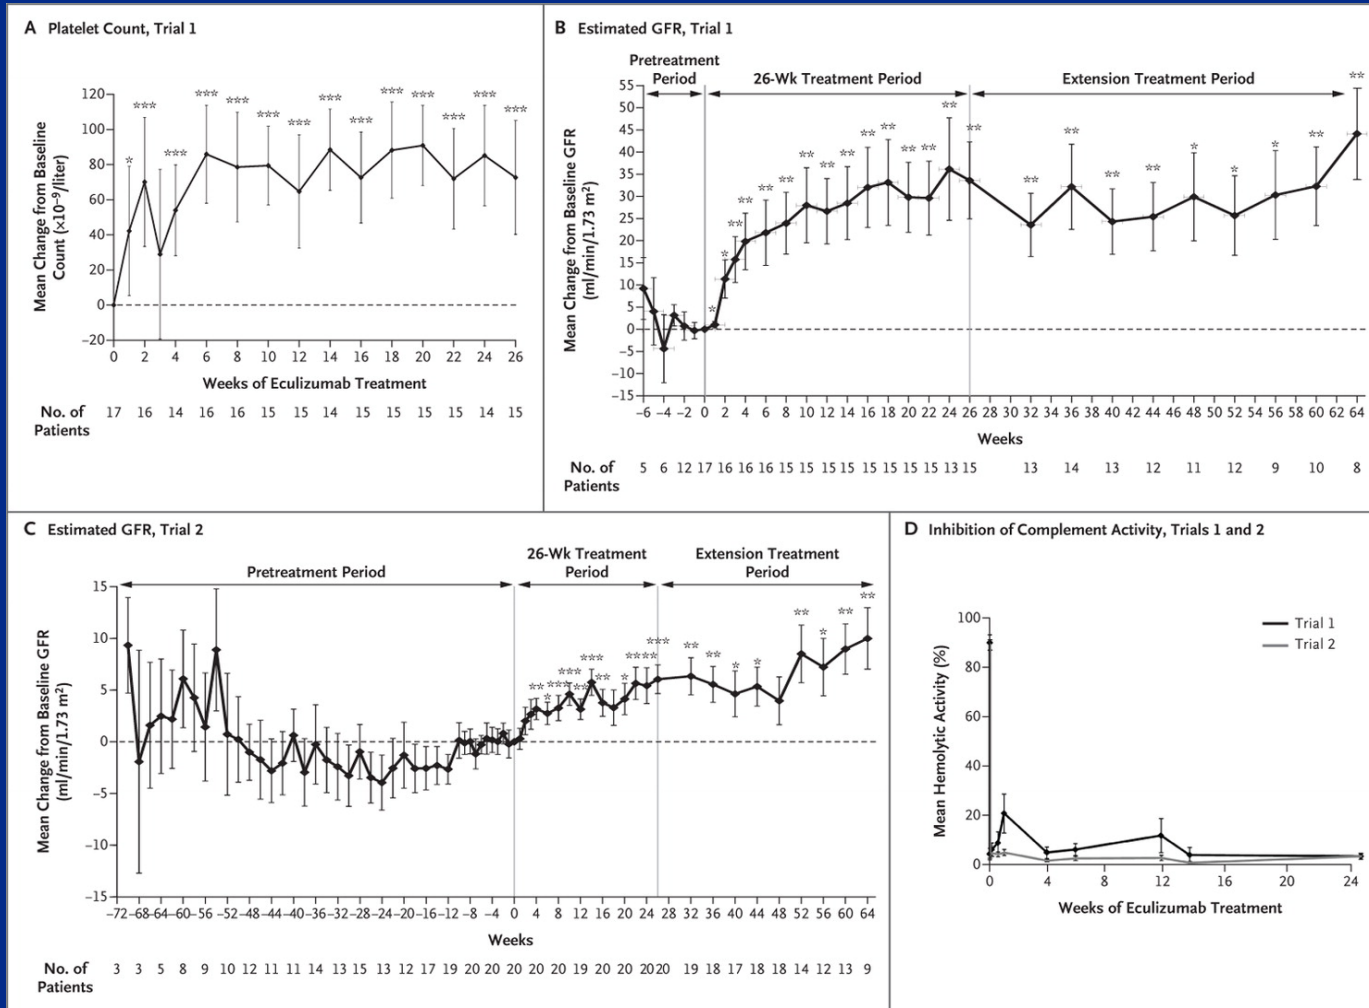 A Platelet Count, Trial 1
Mean Change from Baseline
Count (×10⁻⁹/liter)
120
100
80
60
40
20
0
−20
* *** *** *** *** *** *** *** *** *** *** *** *** ***
0 2 4 6 8 10 12 14 16 18 20 22 24 26
Weeks of Eculizumab Treatment
No. of
Patients
17 16 14 16 16 15 15 15 15 15 15 15 14 15
B Estimated GFR, Trial 1
Pretreatment
Period
26-Wk Treatment Period
Extension Treatment Period
Mean Change from Baseline GFR
(ml/min/1.73 m²)
55
50
45
40
35
30
25
20
15
10
5
0
−5
−10
−15
* * ** ** ** ** ** ** ** ** ** ** ** ** ** ** ** ** ** * ** * ** **
−6 −4 −2 0 2 4 6 8 10 12 14 16 18 20 22 24 26 28 30 32 34 36 38 40 42 44 46 48 50 52 54 56 58 60 62 64
Weeks
No. of
Patients
5 6 12 17 16 16 16 15 15 15 15 15 15 15 15 13 15 13 14 13 12 11 12 9 10 8
C Estimated GFR, Trial 2
Pretreatment Period
26-Wk Treatment
Period
Extension Treatment
Period
Mean Change from Baseline GFR
(ml/min/1.73 m²)
15
10
5
0
−5
−10
−15
−72 −68 −64 −60 −56 −52 −48 −44 −40 −36 −32 −28 −24 −20 −16 −12 −8 −4 0 4 8 12 16 20 24 28 32 36 40 44 48 52 56 60 64
Weeks
No. of
Patients
3 3 5 8 9 10 12 11 11 14 13 15 13 12 17 19 20 20 20 20 20 19 20 20 20 20 19 18 17 18 18 14 12 13 9
D Inhibition of Complement Activity, Trials 1 and 2
Mean Hemolytic Activity (%)
100
80
60
40
20
0
Trial 1
Trial 2
0 4 8 12 16 20 24
Weeks of Eculizumab Treatment